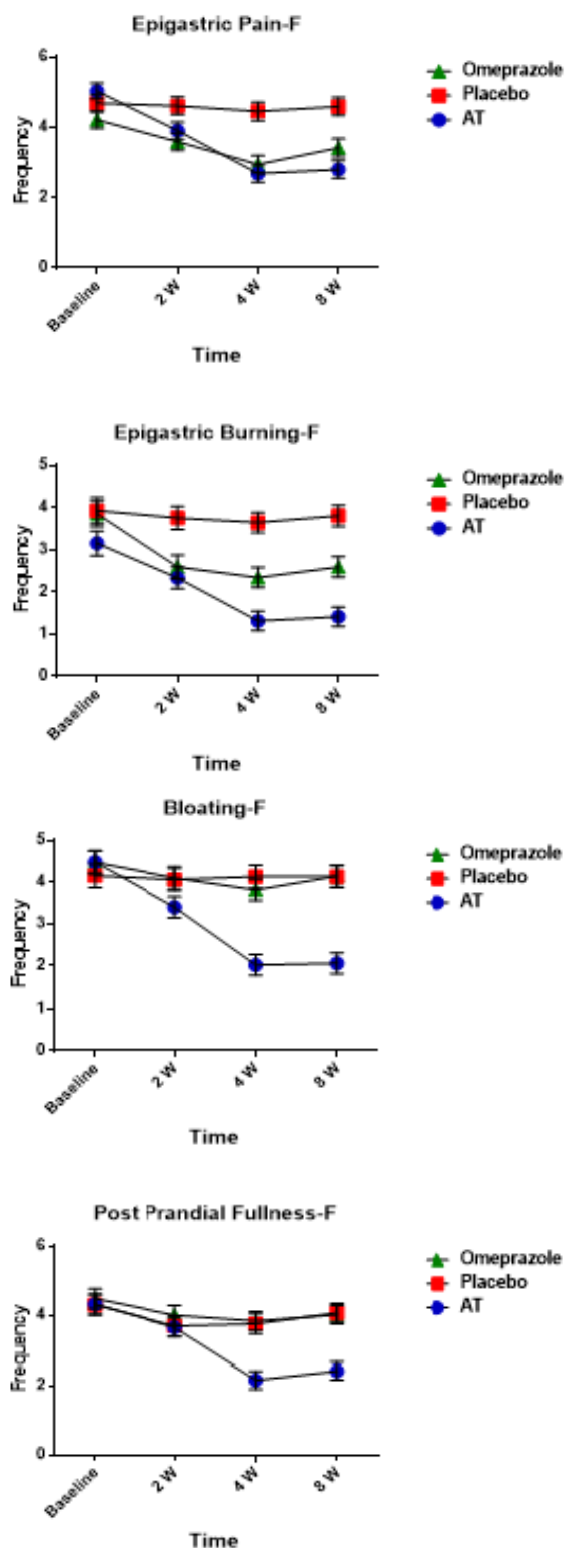 Epigastric Pain-F
6
4
2
0
Frequency
Baseline
2 W
4 W
8 W
Time
Omeprazole
Placebo
AT
Epigastric Burning-F
5
4
3
2
1
0
Frequency
Baseline
2 W
4 W
8 W
Time
Omeprazole
Placebo
AT
Bloating-F
5
4
3
2
1
0
Frequency
Baseline
2 W
4 W
8 W
Time
Omeprazole
Placebo
AT
Post Prandial Fullness-F
6
4
2
0
Frequency
Baseline
2 W
4 W
8 W
Time
Omeprazole
Placebo
AT